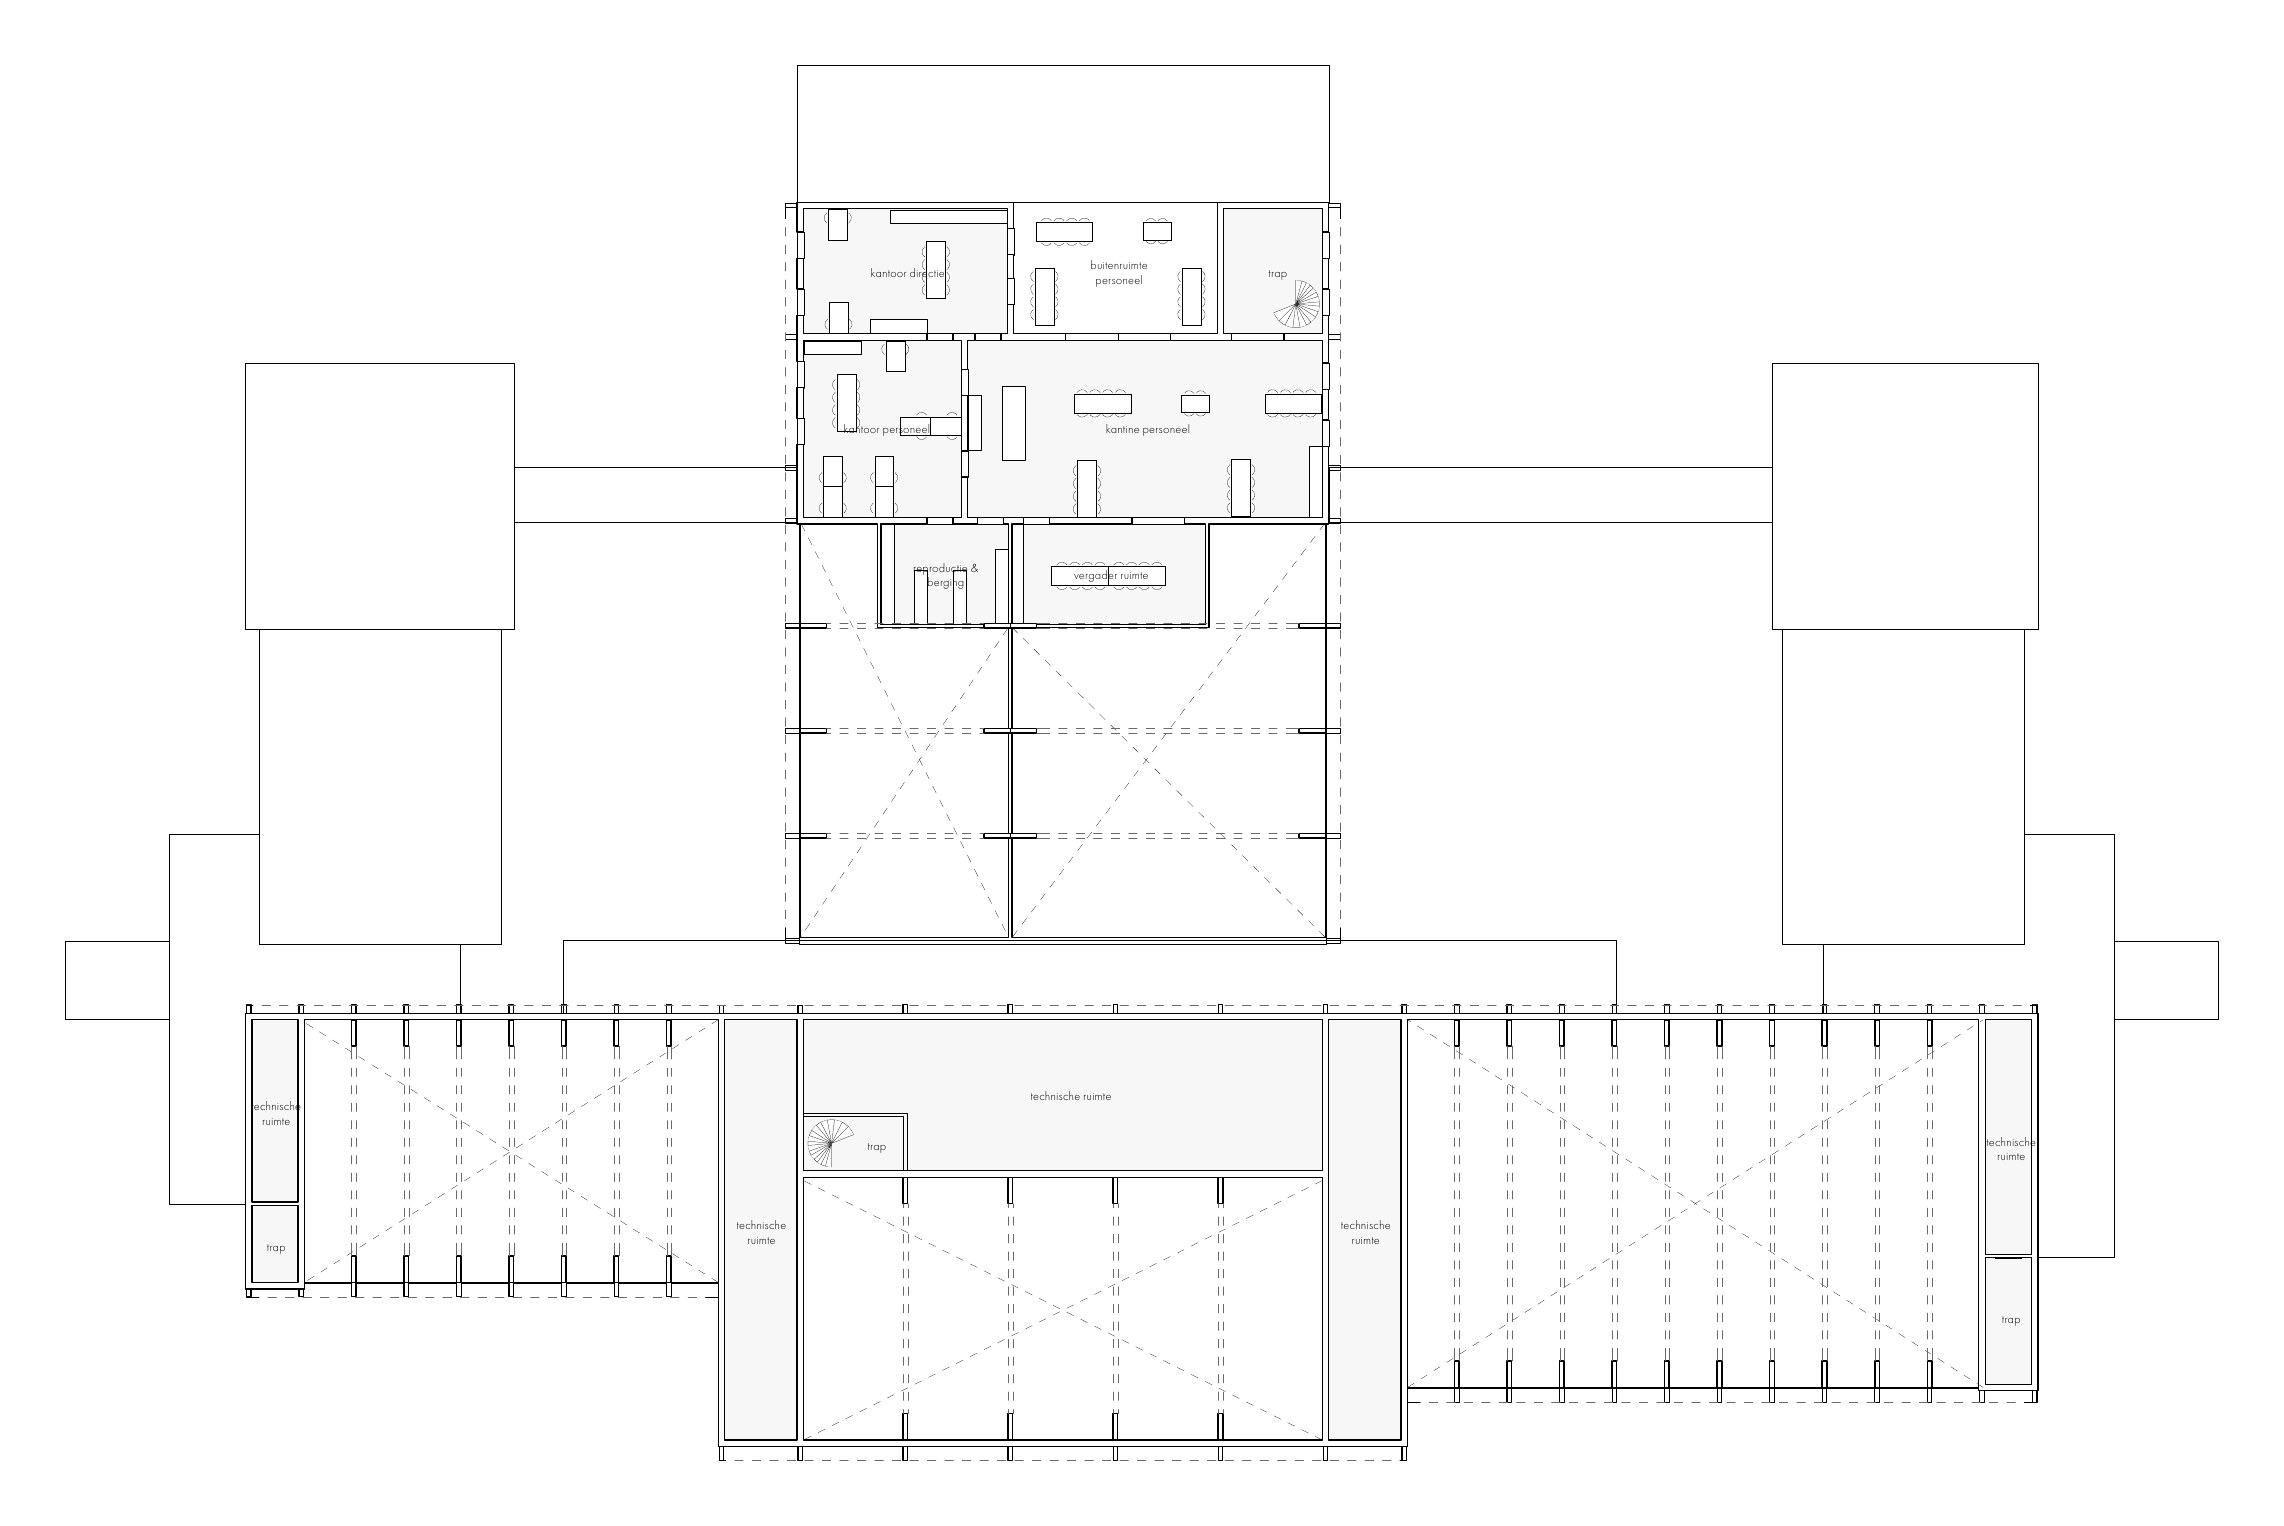 kantoor directie
buitenruimte
personeel
trap
kantoor personeel
kantine personeel
reproductie &
berging
vergader ruimte
technische
ruimte
trap
technische ruimte
trap
technische
ruimte
technische
ruimte
technische
ruimte
trap